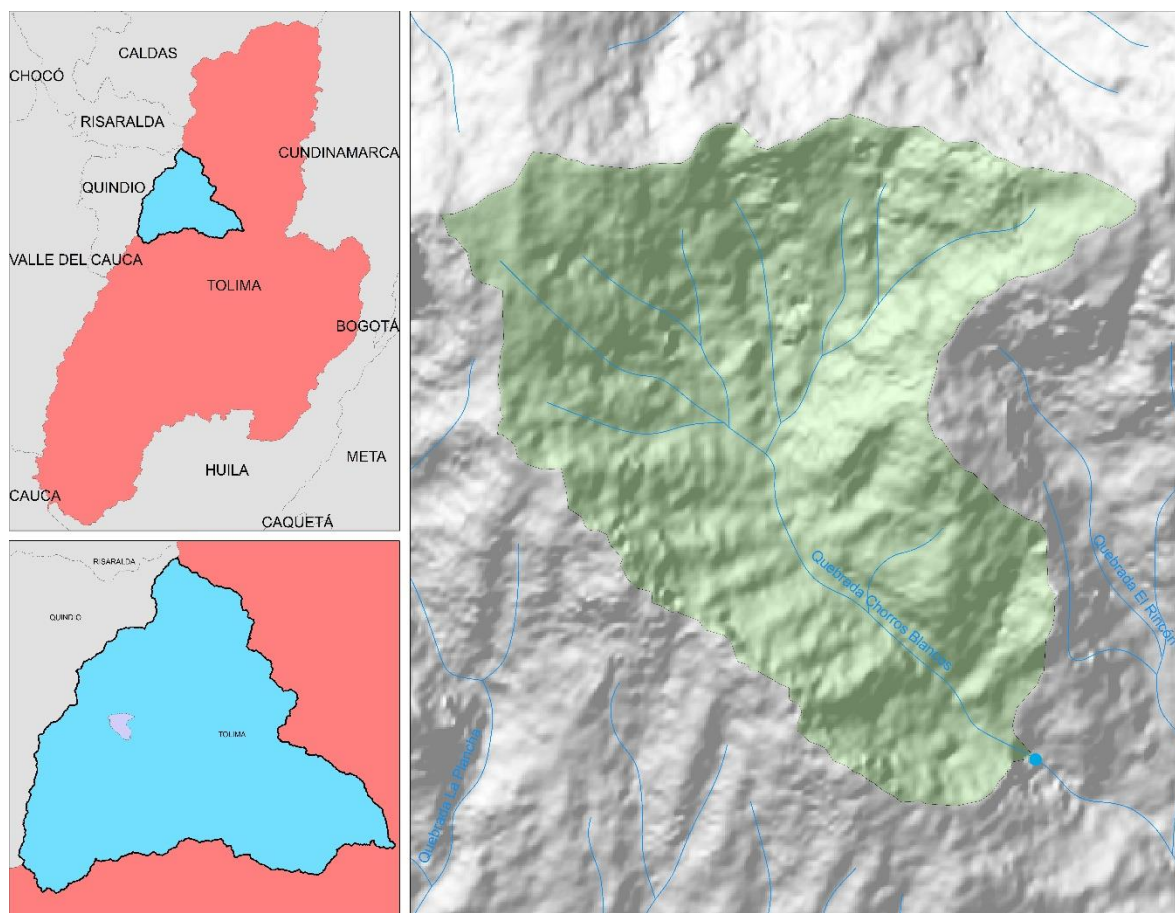 CALDAS
CHOCÓ
RISARALDA
CUNDINAMARCA
QUINDIO
VALLE DEL CAUCA
TOLIMA
BOGOTÁ
META
HUILA
CAUCA
CAQUETÁ
RISARALDA
QUINDIO
TOLIMA
Quebrada Chorros Blancos
Quebrada El Rincón
Quebrada La Plancha